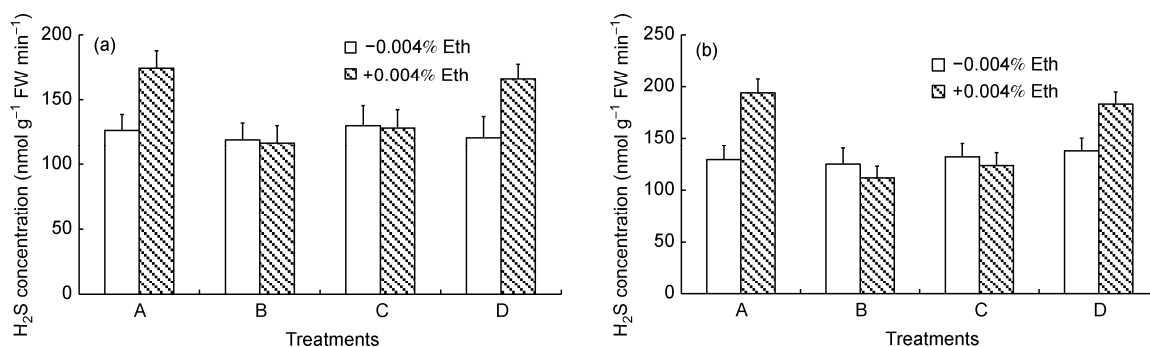 (a)
H₂S concentration (nmol g⁻¹ FW min⁻¹)
200
150
100
50
0
−0.004% Eth
+0.004% Eth
A B C D
Treatments
(b)
H₂S concentration (nmol g⁻¹ FW min⁻¹)
250
200
150
100
50
0
−0.004% Eth
+0.004% Eth
A B C D
Treatments